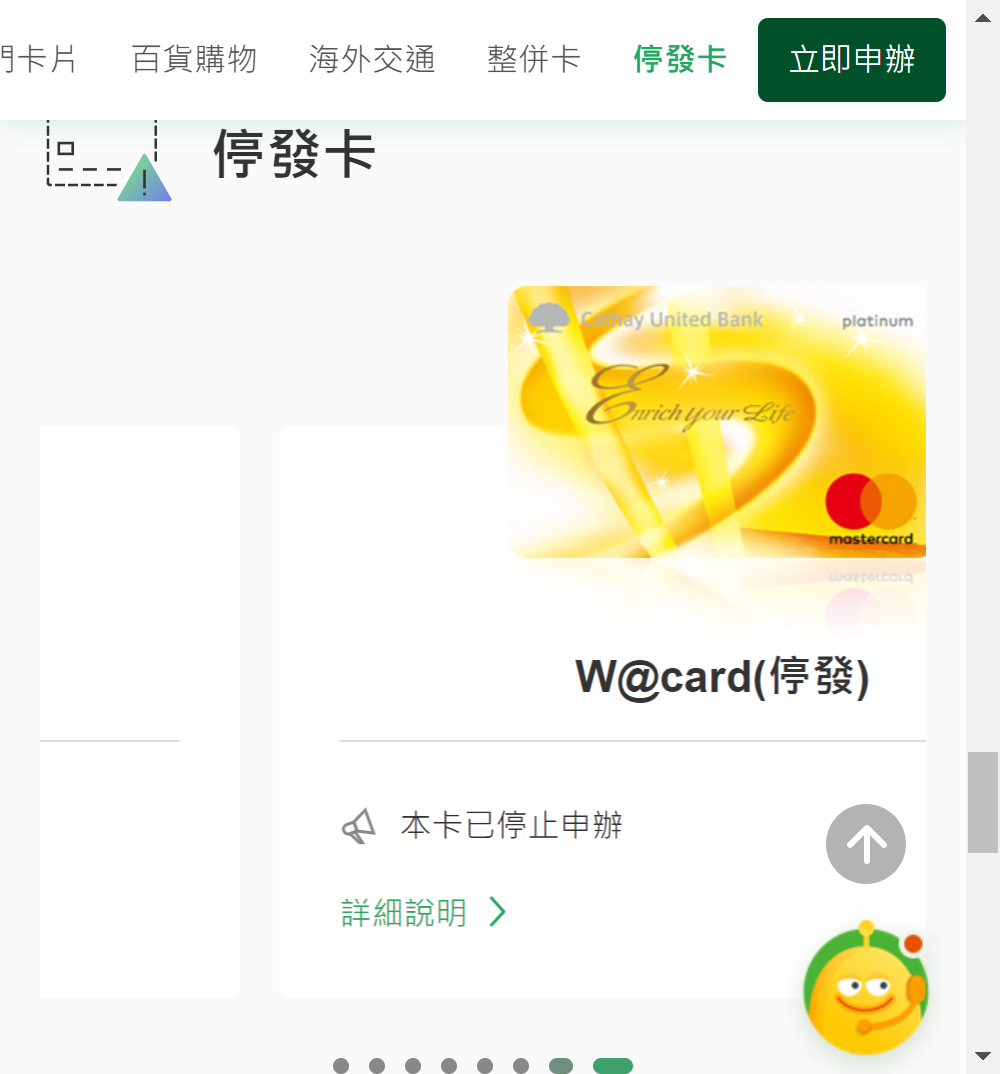 門卡片 百貨購物 海外交通 整併卡 停發卡 立即申辦
停發卡
Cathay United Bank platinum
Enrich your Life
mastercard
W@card(停發)
本卡已停止申辦
詳細說明